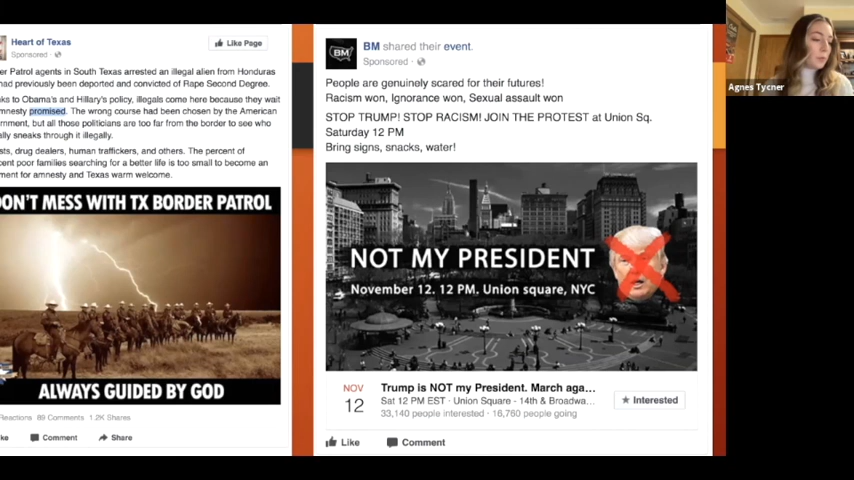 Heart of Texas
Sponsored
Like Page
er Patrol agents in South Texas arrested an illegal alien from Honduras
had previously been deported and convicted of Rape Second Degree.
ks to Obama's and Hillary's policy, illegals come here because they wait
mnesty promised. The wrong course had been chosen by the American
rnment, but all those politicians are too far from the border to see who
ally sneaks through it illegally.
sts, drug dealers, human traffickers, and others. The percent of
cent poor families searching for a better life is too small to become an
ment for amnesty and Texas warm welcome.
DON'T MESS WITH TX BORDER PATROL
ALWAYS GUIDED BY GOD
Reactions 89 Comments 1.2K Shares
ke Comment Share
BM
BM shared their event.
Sponsored
People are genuinely scared for their futures!
Racism won, Ignorance won, Sexual assault won
STOP TRUMP! STOP RACISM! JOIN THE PROTEST at Union Sq.
Saturday 12 PM
Bring signs, snacks, water!
NOT MY PRESIDENT
November 12. 12 PM. Union square, NYC
NOV
12
Trump is NOT my President. March aga...
Sat 12 PM EST · Union Square - 14th & Broadwa...
33,140 people interested · 16,760 people going
Interested
Like Comment
Agnes Tycner